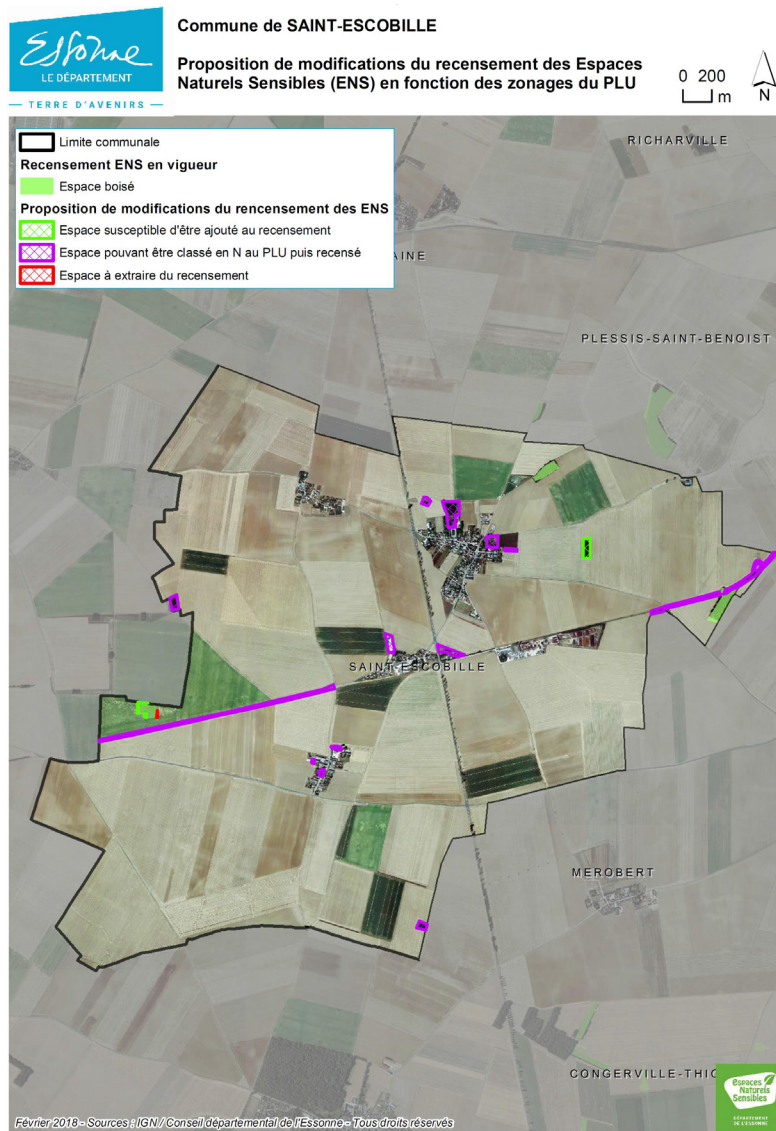 Essonne
LE DÉPARTEMENT
— TERRE D'AVENIRS —
Commune de SAINT-ESCOBILLE
Proposition de modifications du recensement des Espaces
Naturels Sensibles (ENS) en fonction des zonages du PLU
0 200
m
N
Limite communale
Recensement ENS en vigueur
Espace boisé
Proposition de modifications du rencensement des ENS
Espace susceptible d'être ajouté au recensement
Espace pouvant être classé en N au PLU puis recensé
Espace à extraire du recensement
RICHARVILLE
AINE
PLESSIS-SAINT-BENOIST
SAINT-ESCOBILLE
MEROBERT
CONGERVILLE-THIO
Espaces
Naturels
Sensibles
DÉPARTEMENT
DE L'ESSONNE
Février 2018 - Sources : IGN / Conseil départemental de l'Essonne - Tous droits réservés